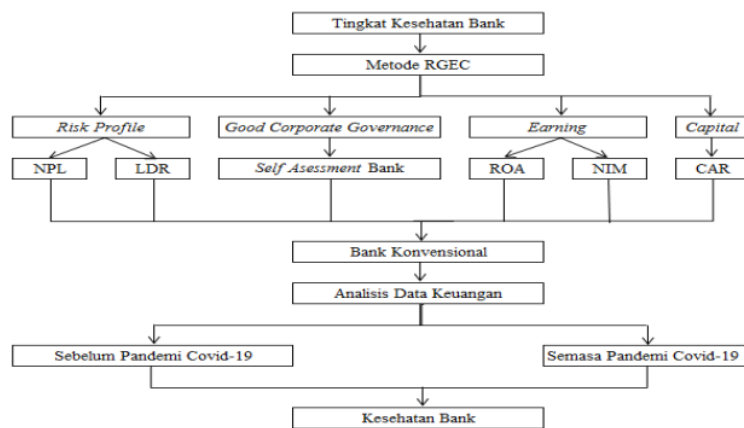 Tingkat Kesehatan Bank
Metode RGEC
Risk Profile
Good Corporate Governance
Earning
Capital
NPL
LDR
Self Asessment Bank
ROA
NIM
CAR
Bank Konvensional
Analisis Data Keuangan
Sebelum Pandemi Covid-19
Semasa Pandemi Covid-19
Kesehatan Bank